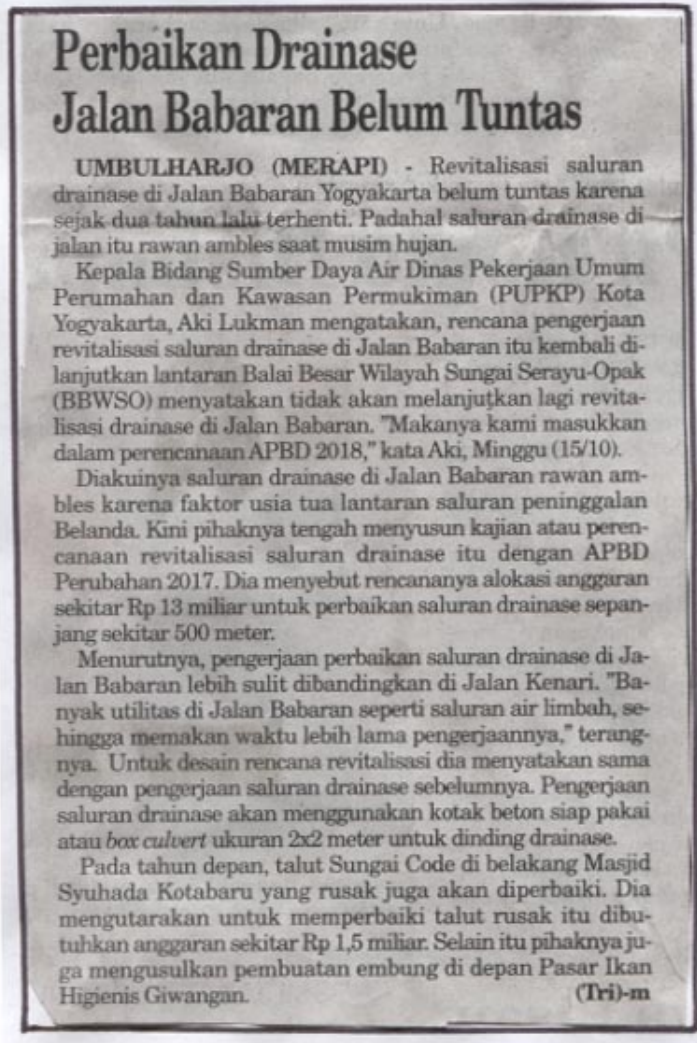 Perbaikan Drainase
Jalan Babaran Belum Tuntas
UMBULHARJO (MERAPI) - Revitalisasi saluran
drainase di Jalan Babaran Yogyakarta belum tuntas karena
sejak dua tahun lalu terhenti. Padahal saluran drainase di
jalan itu rawan ambles saat musim hujan.
Kepala Bidang Sumber Daya Air Dinas Pekerjaan Umum
Perumahan dan Kawasan Permukiman (PUPKP) Kota
Yogyakarta, Aki Lukman mengatakan, rencana pengerjaan
revitalisasi saluran drainase di Jalan Babaran itu kembali di-
lanjutkan lantaran Balai Besar Wilayah Sungai Serayu-Opak
(BBWSO) menyatakan tidak akan melanjutkan lagi revita-
lisasi drainase di Jalan Babaran. "Makanya kami masukkan
dalam perencanaan APBD 2018," kata Aki, Minggu (15/10).
Diakuinya saluran drainase di Jalan Babaran rawan am-
bles karena faktor usia tua lantaran saluran peninggalan
Belanda. Kini pihaknya tengah menyusun kajian atau peren-
canaan revitalisasi saluran drainase itu dengan APBD
Perubahan 2017. Dia menyebut rencananya alokasi anggaran
sekitar Rp 13 miliar untuk perbaikan saluran drainase sepan-
jang sekitar 500 meter.
Menurutnya, pengerjaan perbaikan saluran drainase di Ja-
lan Babaran lebih sulit dibandingkan di Jalan Kenari. "Ba-
nyak utilitas di Jalan Babaran seperti saluran air limbah, se-
hingga memakan waktu lebih lama pengerjaannya," terang-
nya. Untuk desain rencana revitalisasi dia menyatakan sama
dengan pengerjaan saluran drainase sebelumnya. Pengerjaan
saluran drainase akan menggunakan kotak beton siap pakai
atau box culvert ukuran 2x2 meter untuk dinding drainase.
Pada tahun depan, talut Sungai Code di belakang Masjid
Syuhada Kotabaru yang rusak juga akan diperbaiki. Dia
mengutarakan untuk memperbaiki talut rusak itu dibu-
tuhkan anggaran sekitar Rp 1,5 miliar. Selain itu pihaknya ju-
ga mengusulkan pembuatan embung di depan Pasar Ikan
Higienis Giwangan. (Tri)-m